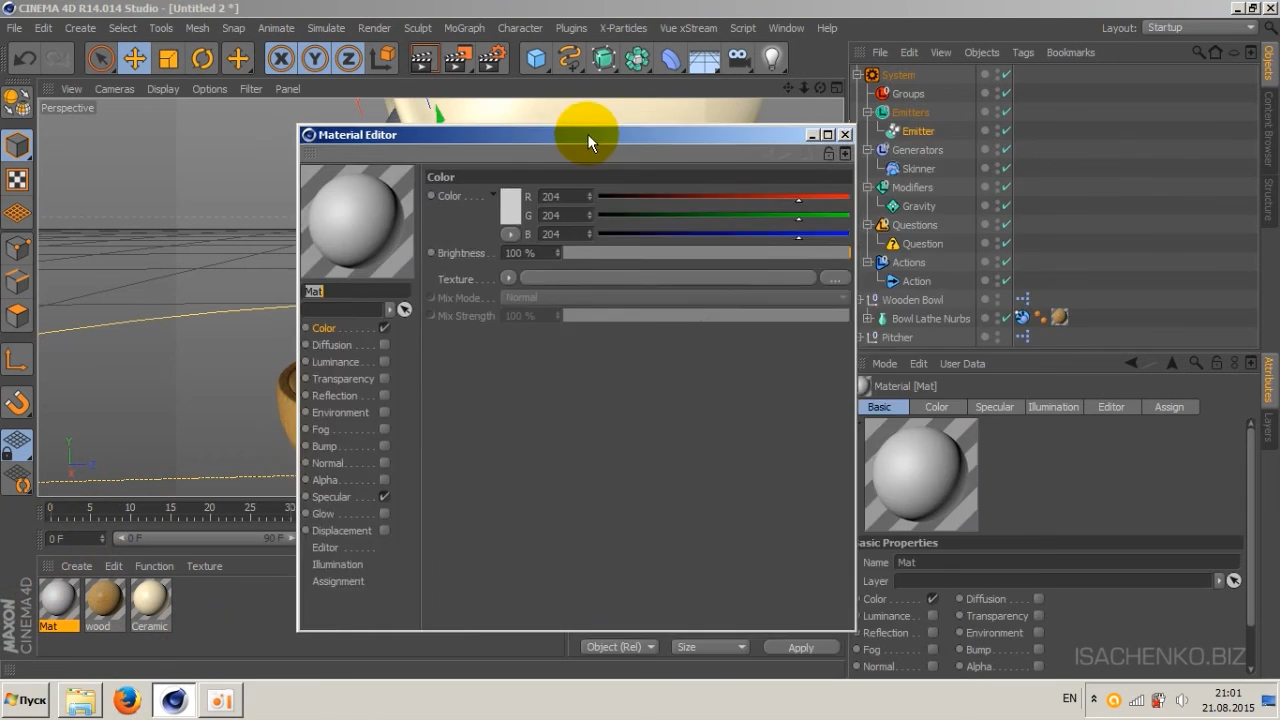 CINEMA 4D R14.014 Studio - [Untitled 2 *]
File Edit Create Select Tools Mesh Snap Animate Simulate Render Sculpt MoGraph Character Plugins X-Particles Vue xStream Script Window Help
Layout: Startup
File Edit View Objects Tags Bookmarks
View Cameras Display Options Filter Panel
Perspective
X Y Z
System
Groups
Emitters
Emitter
Generators
Skinner
Modifiers
Gravity
Questions
Question
Actions
Action
Wooden Bowl
Bowl Lathe Nurbs
Pitcher
Objects
Content Browser
Structure
Material Editor
Mat
Color
Diffusion
Luminance
Transparency
Reflection
Environment
Fog
Bump
Normal
Alpha
Specular
Glow
Displacement
Editor
Illumination
Assignment
Color
Color R 204
G 204
B 204
Brightness 100 %
Texture ...
Mix Mode Normal
Mix Strength 100 %
Mode Edit User Data
Material [Mat]
Basic Color Specular Illumination Editor Assign
Basic Properties
Name Mat
Layer
Color Diffusion
Luminance Transparency
Reflection Environment
Fog Bump
Normal Alpha
Attributes
Layers
Y
Z
X
0 5 10 15 20 25 30
0 F 0 F 90 F
Create Edit Function Texture
Mat wood Ceramic
Object (Rel) Size Apply
MAXON
CINEMA 4D
ISACHENKO.BIZ
Пуск
EN
21:01
21.08.2015